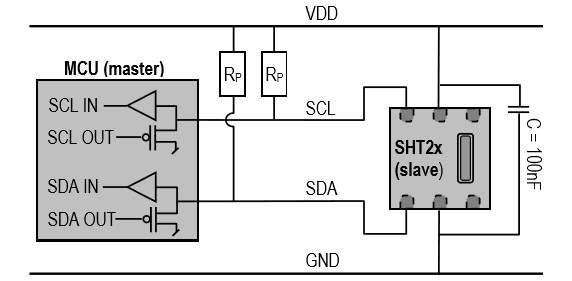 VDD
MCU (master)
RP RP
SCL IN
SCL OUT
SCL
SDA IN
SDA OUT
SDA
SHT2x
(slave)
C = 100nF
GND